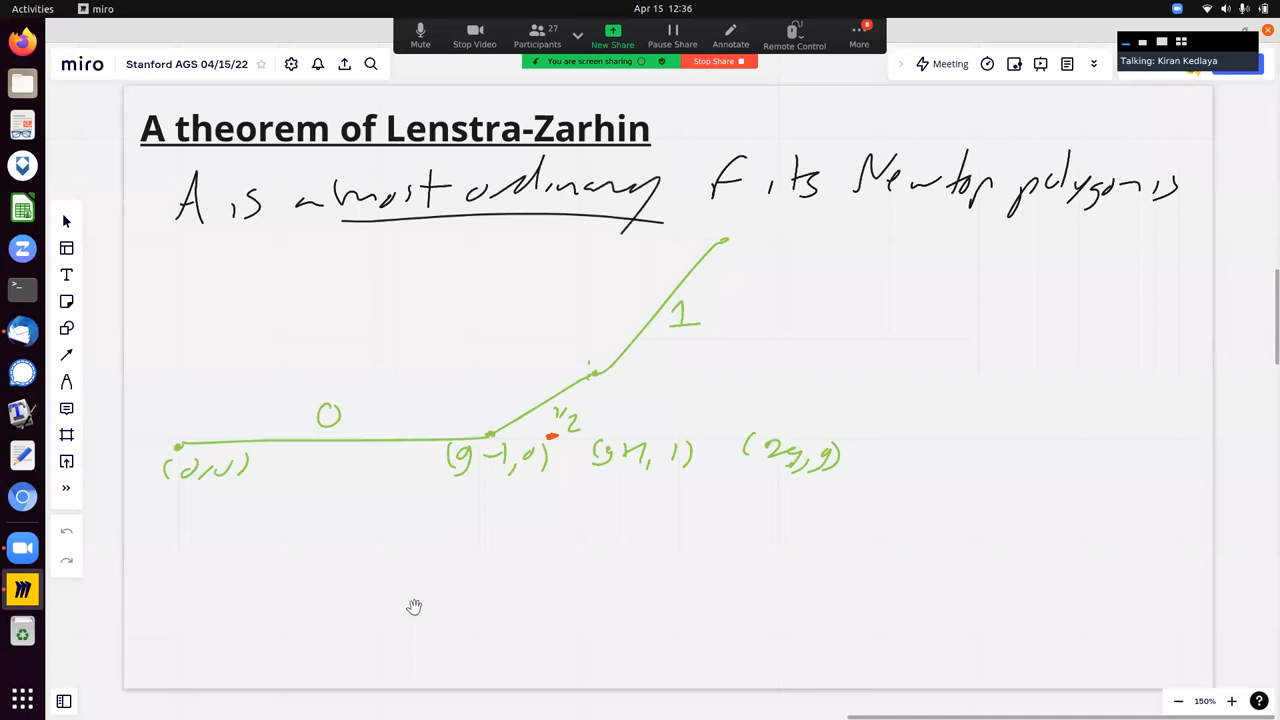 Activities
Apr 15 12:36
Mute
Stop Video
Participants 27
New Share
Pause Share
Annotate
Remote Control
More 8
You are screen sharing
Stop Share
Talking: Kiran Kedlaya
miro
Stanford AGS 04/15/22
Meeting
A theorem of Lenstra-Zarhin
A is almost ordinary if its Newton polygon is
1
0
1/2
(0,0)
(g-1,0)
(g+1, 1)
(2g,g)
150%